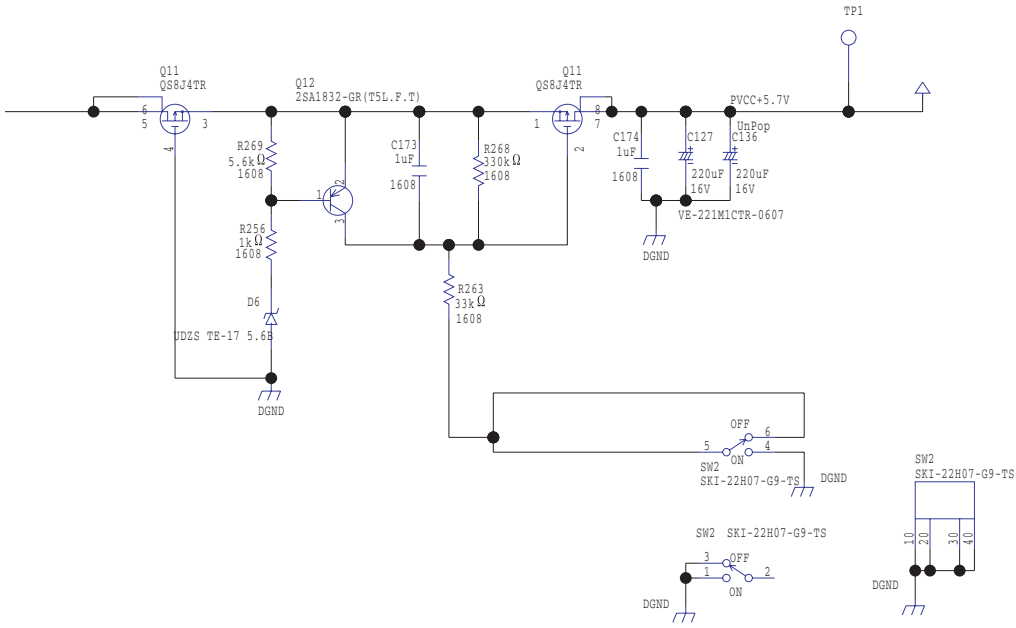 TP1
Q11
QS8J4TR
Q12
2SA1832-GR(T5L.F.T)
Q11
QS8J4TR
6
5
3
4
1
8
7
2
PVCC+5.7V
R269
5.6kΩ
1608
C173
1uF
1608
R268
330kΩ
1608
C174
1uF
1608
C127
220uF
16V
UnPop
C136
220uF
16V
VE-221M1CTR-0607
DGND
1
2
3
R256
1kΩ
1608
D6
UDZS TE-17 5.6B
DGND
R263
33kΩ
1608
OFF
6
5
4
ON
SW2
SKI-22H07-G9-TS
DGND
SW2
SKI-22H07-G9-TS
10
20
30
40
DGND
SW2 SKI-22H07-G9-TS
3
OFF
1
2
ON
DGND